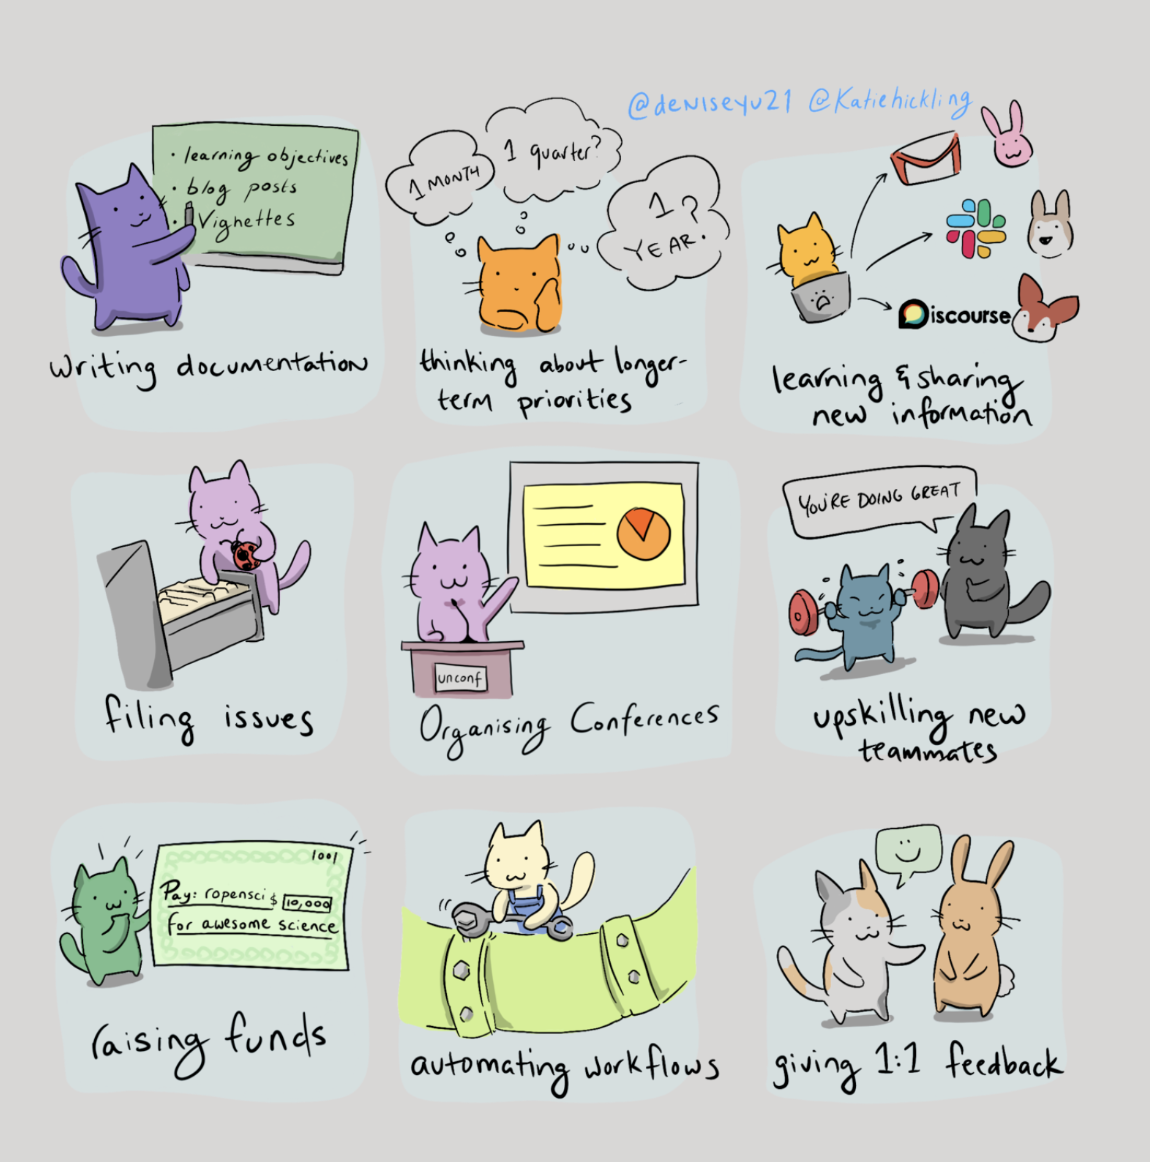 @deniseyu21 @Katiehickling
• learning objectives
• blog posts
• Vignettes
writing documentation
1 MONTH
1 quarter?
1 YEAR?
thinking about longer-
term priorities
Discourse
learning & sharing
new information
filing issues
unconf
Organising Conferences
YOU'RE DOING GREAT
upskilling new
teammates
1001
Pay: ropensci $ 10,000
for awesome science
raising funds
automating workflows
giving 1:1 feedback